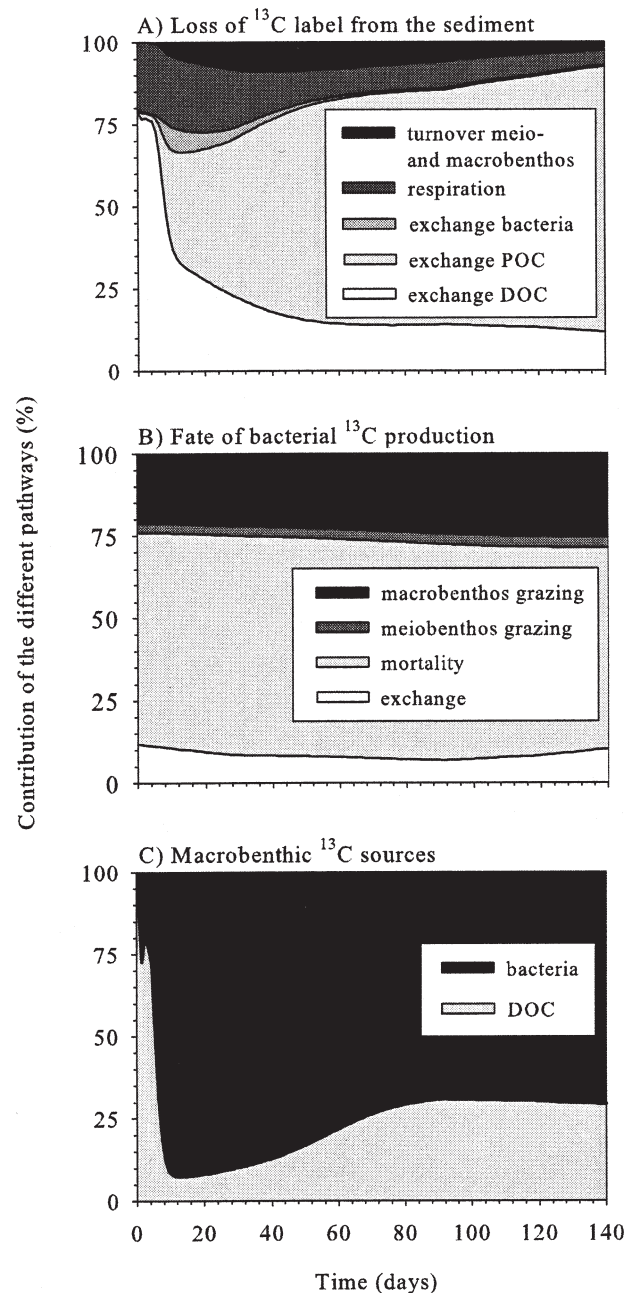 A) Loss of ¹³C label from the sediment
100
75
50
25
0
turnover meio-
and macrobenthos
respiration
exchange bacteria
exchange POC
exchange DOC
Contribution of the different pathways (%)
B) Fate of bacterial ¹³C production
100
75
50
25
0
macrobenthos grazing
meiobenthos grazing
mortality
exchange
C) Macrobenthic ¹³C sources
100
75
50
25
0
bacteria
DOC
0 20 40 60 80 100 120 140
Time (days)